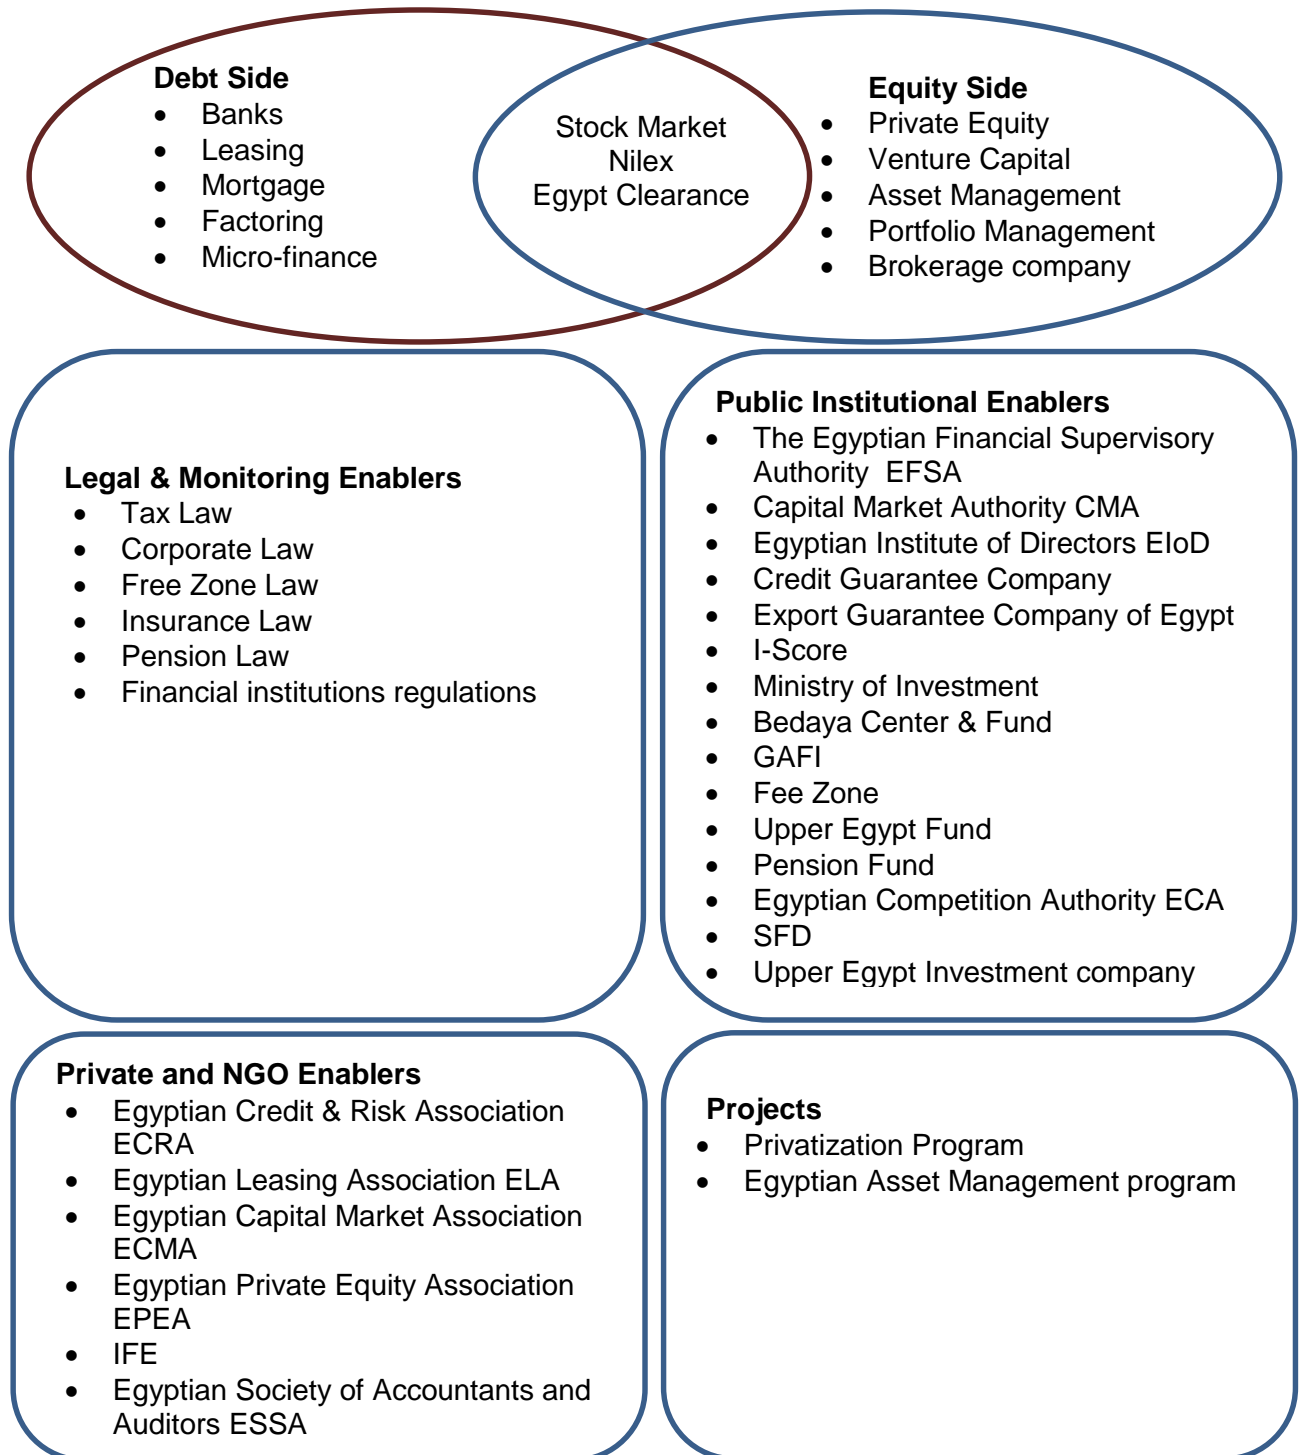 Debt Side
• Banks
• Leasing
• Mortgage
• Factoring
• Micro-finance
Stock Market
Nilex
Egypt Clearance
Equity Side
• Private Equity
• Venture Capital
• Asset Management
• Portfolio Management
• Brokerage company
Legal & Monitoring Enablers
• Tax Law
• Corporate Law
• Free Zone Law
• Insurance Law
• Pension Law
• Financial institutions regulations
Public Institutional Enablers
• The Egyptian Financial Supervisory
Authority EFSA
• Capital Market Authority CMA
• Egyptian Institute of Directors EIoD
• Credit Guarantee Company
• Export Guarantee Company of Egypt
• I-Score
• Ministry of Investment
• Bedaya Center & Fund
• GAFI
• Fee Zone
• Upper Egypt Fund
• Pension Fund
• Egyptian Competition Authority ECA
• SFD
• Upper Egypt Investment company
Private and NGO Enablers
• Egyptian Credit & Risk Association
ECRA
• Egyptian Leasing Association ELA
• Egyptian Capital Market Association
ECMA
• Egyptian Private Equity Association
EPEA
• IFE
• Egyptian Society of Accountants and
Auditors ESSA
Projects
• Privatization Program
• Egyptian Asset Management program